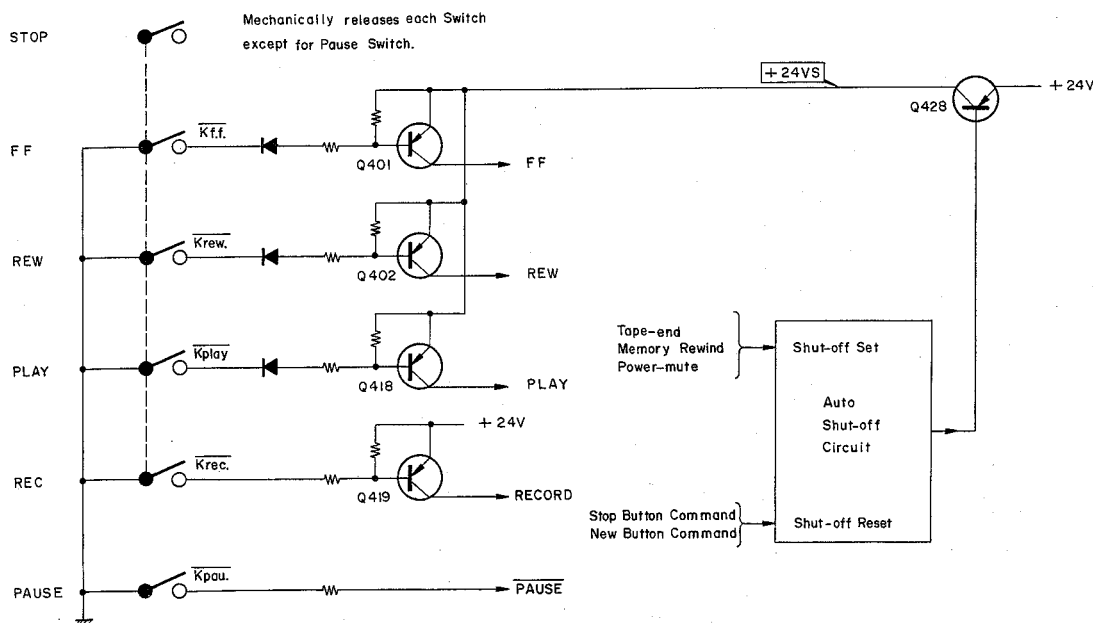 STOP
Mechanically releases each Switch
except for Pause Switch.
+24VS
Q428
+24V
FF
Kf.f.
Q401
FF
REW
Krew.
Q402
REW
PLAY
Kplay
Q418
PLAY
Tape-end
Memory Rewind
Power-mute
Shut-off Set
Auto
Shut-off
Circuit
+24V
REC
Krec.
Q419
RECORD
Stop Button Command
New Button Command
Shut-off Reset
PAUSE
Kpau.
PAUSE